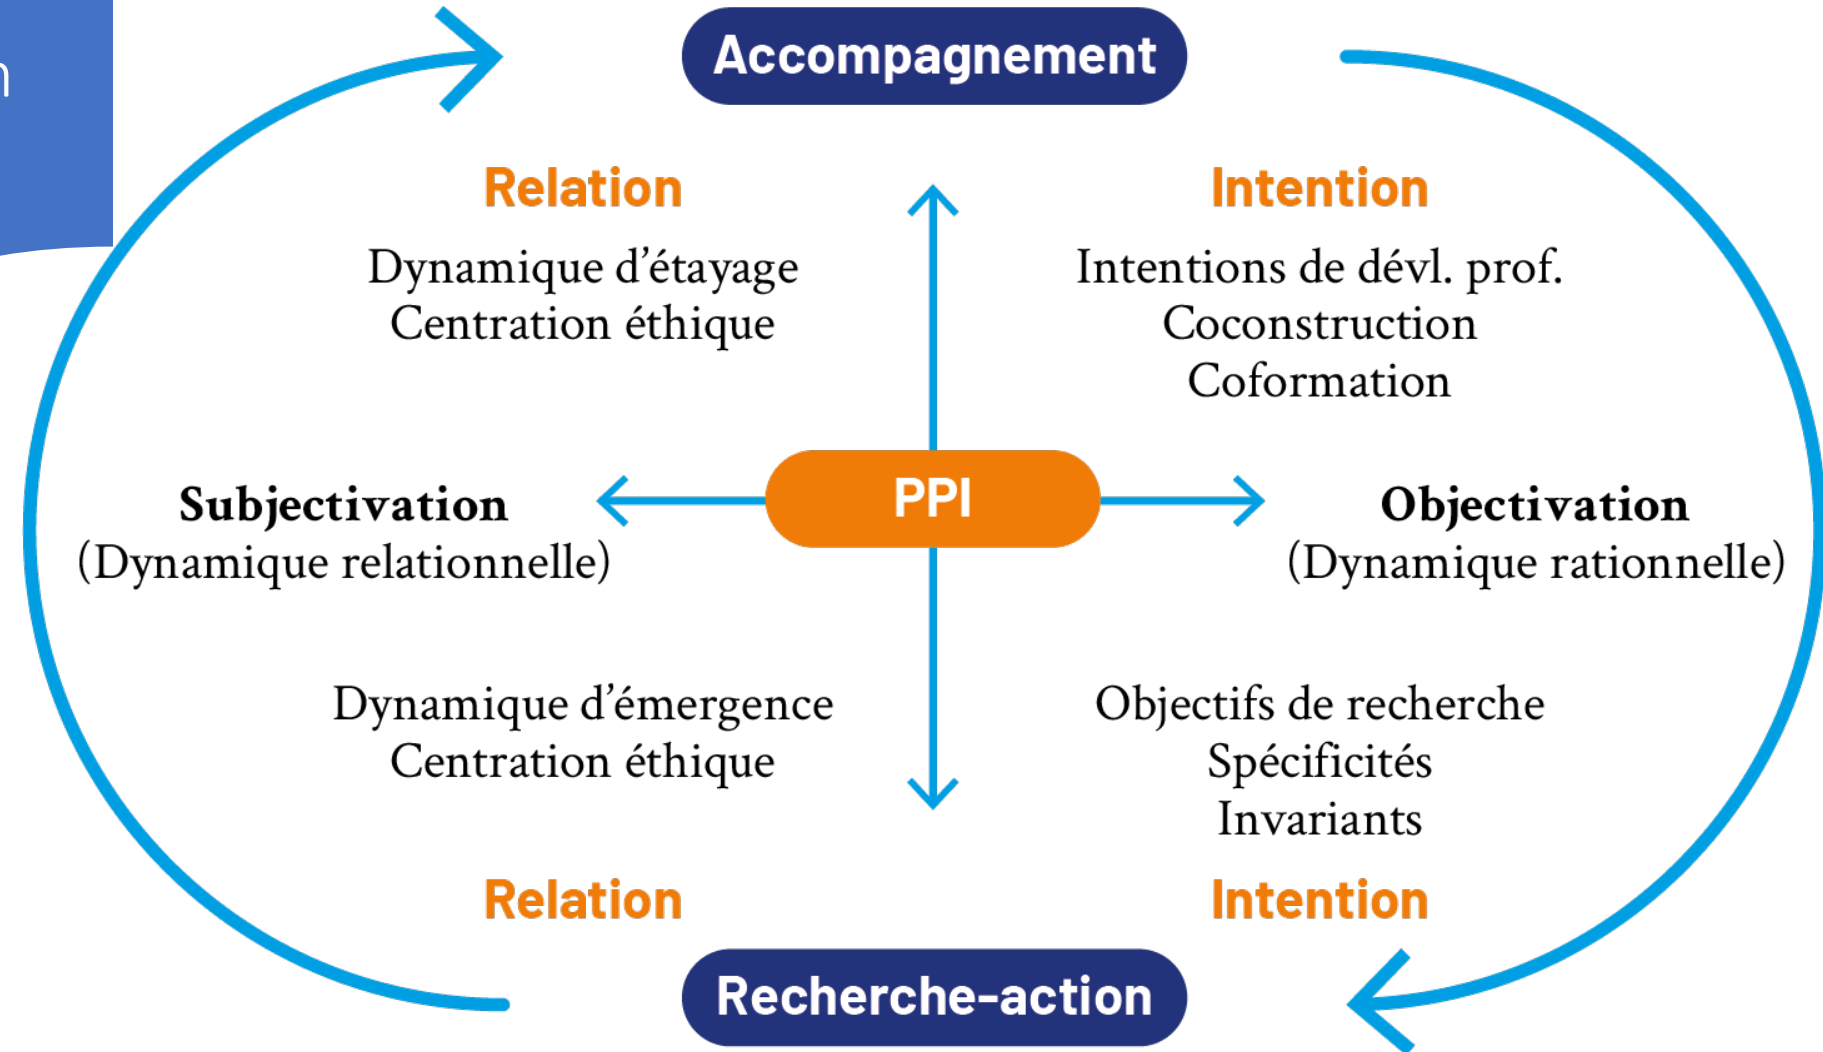 n
Accompagnement
Relation
Dynamique d’étayage
Centration éthique
Intention
Intentions de dévl. prof.
Coconstruction
Coformation
Subjectivation
(Dynamique relationnelle)
PPI
Objectivation
(Dynamique rationnelle)
Dynamique d’émergence
Centration éthique
Relation
Objectifs de recherche
Spécificités
Invariants
Intention
Recherche-action